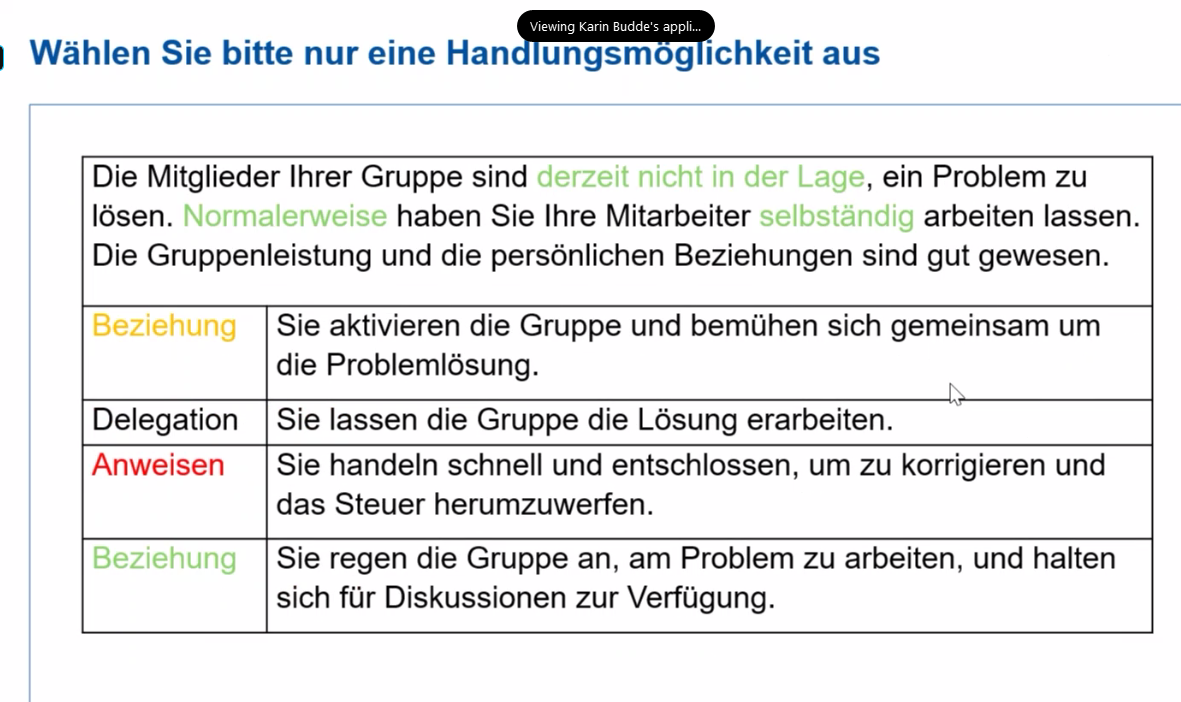 Viewing Karin Budde's appli...
Wählen Sie bitte nur eine Handlungsmöglichkeit aus
Die Mitglieder Ihrer Gruppe sind derzeit nicht in der Lage, ein Problem zu
lösen. Normalerweise haben Sie Ihre Mitarbeiter selbständig arbeiten lassen.
Die Gruppenleistung und die persönlichen Beziehungen sind gut gewesen.
Beziehung Sie aktivieren die Gruppe und bemühen sich gemeinsam um
die Problemlösung.
Delegation Sie lassen die Gruppe die Lösung erarbeiten.
Anweisen Sie handeln schnell und entschlossen, um zu korrigieren und
das Steuer herumzuwerfen.
Beziehung Sie regen die Gruppe an, am Problem zu arbeiten, und halten
sich für Diskussionen zur Verfügung.